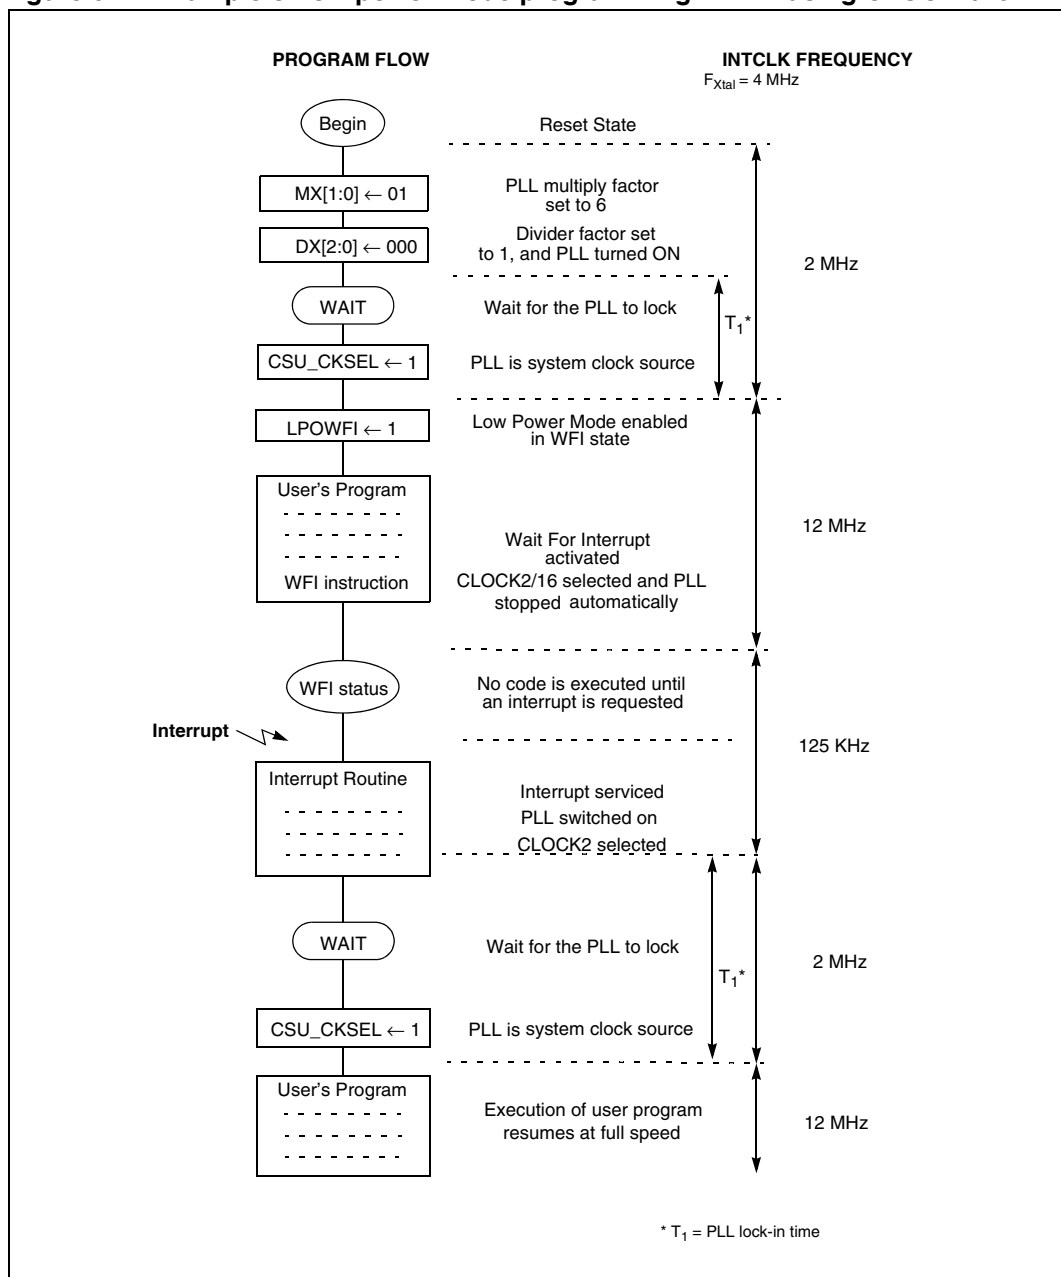 PROGRAM FLOW
INTCLK FREQUENCY
F_Xtal = 4 MHz
Begin
Reset State
MX[1:0] ← 01
PLL multiply factor
set to 6
DX[2:0] ← 000
Divider factor set
to 1, and PLL turned ON
2 MHz
WAIT
Wait for the PLL to lock
T1*
CSU_CKSEL ← 1
PLL is system clock source
LPOWFI ← 1
Low Power Mode enabled
in WFI state
User's Program
WFI instruction
Wait For Interrupt
activated
CLOCK2/16 selected and PLL
stopped automatically
12 MHz
WFI status
No code is executed until
an interrupt is requested
Interrupt
125 KHz
Interrupt Routine
Interrupt serviced
PLL switched on
CLOCK2 selected
WAIT
Wait for the PLL to lock
T1*
2 MHz
CSU_CKSEL ← 1
PLL is system clock source
User's Program
Execution of user program
resumes at full speed
12 MHz
* T1 = PLL lock-in time